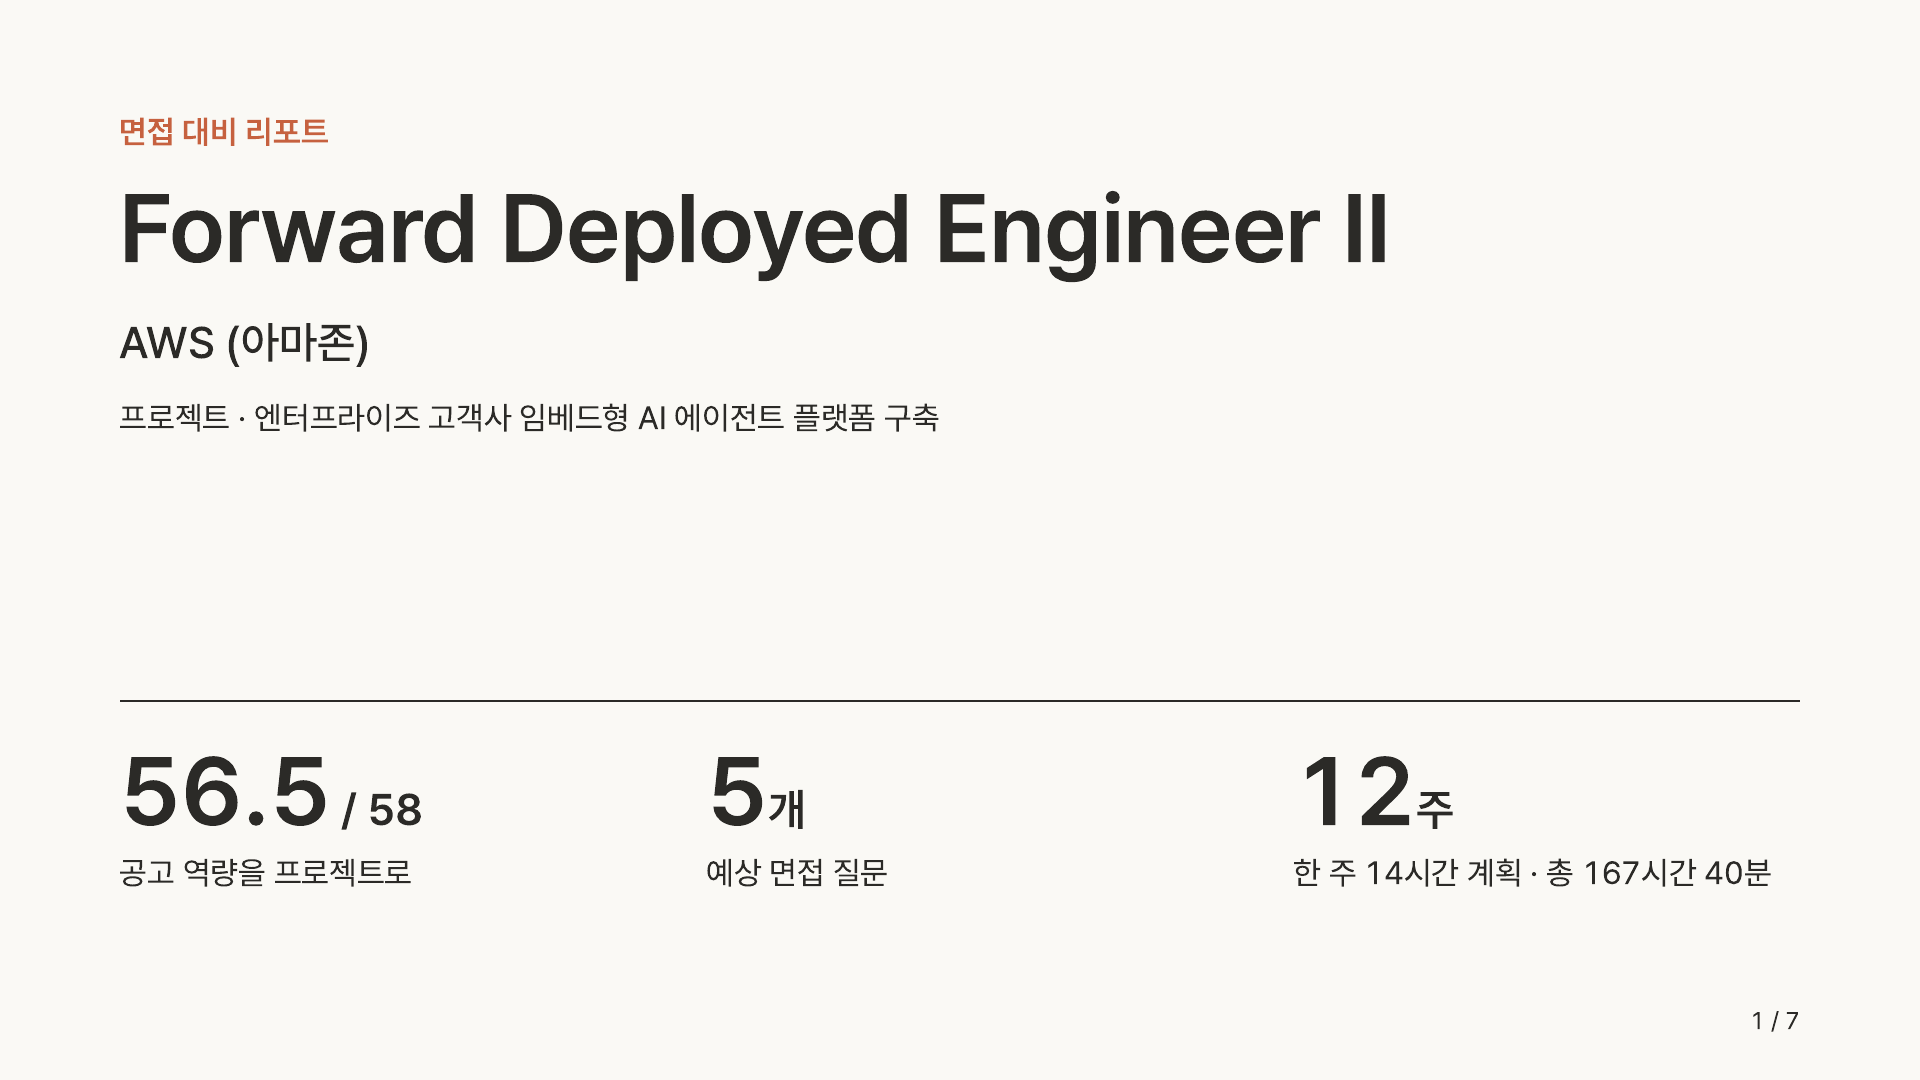 면접 대비 리포트
Forward Deployed Engineer II
AWS (아마존)
프로젝트 · 엔터프라이즈 고객사 임베드형 AI 에이전트 플랫폼 구축
56.5 / 58
공고 역량을 프로젝트로
5개
예상 면접 질문
12주
한 주 14시간 계획 · 총 167시간 40분
1 / 7